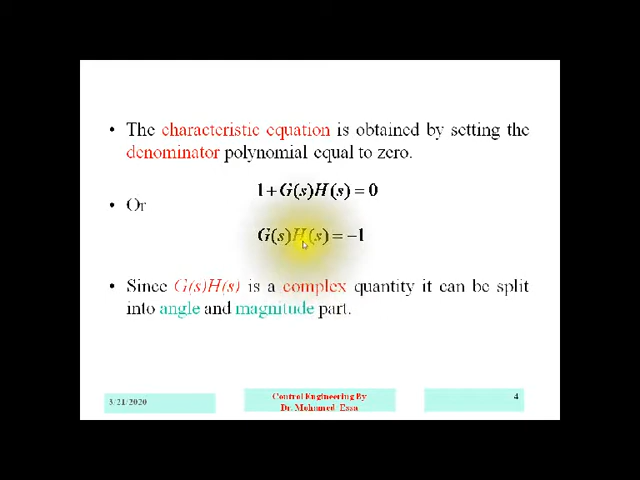 • The characteristic equation is obtained by setting the
denominator polynomial equal to zero.
1+G(s)H(s)=0
• Or
G(s)H(s)=−1
• Since G(s)H(s) is a complex quantity it can be split
into angle and magnitude part.
3/21/2020
Control Engineering By
Dr. Mohamed Essa
4